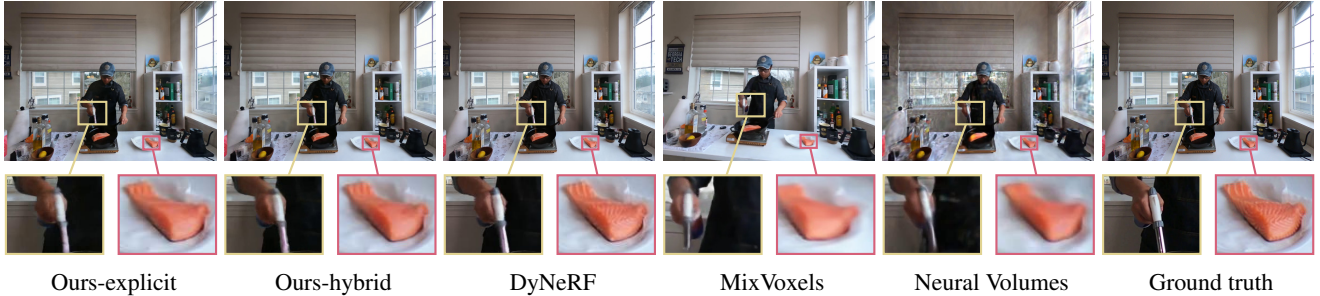 Ours-explicit
Ours-hybrid
DyNeRF
MixVoxels
Neural Volumes
Ground truth